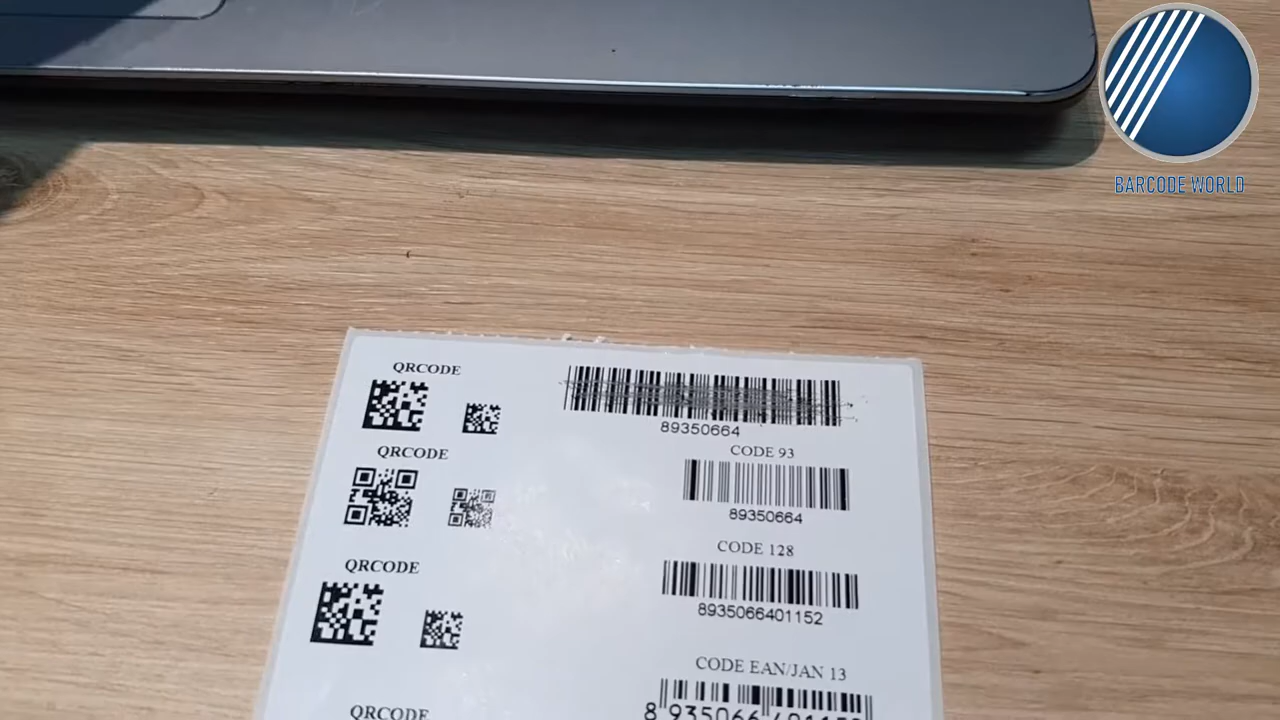 BARCODE WORLD
QRCODE
89350664
QRCODE
CODE 93
89350664
QRCODE
CODE 128
8935066401152
QRCODE
CODE EAN/JAN 13